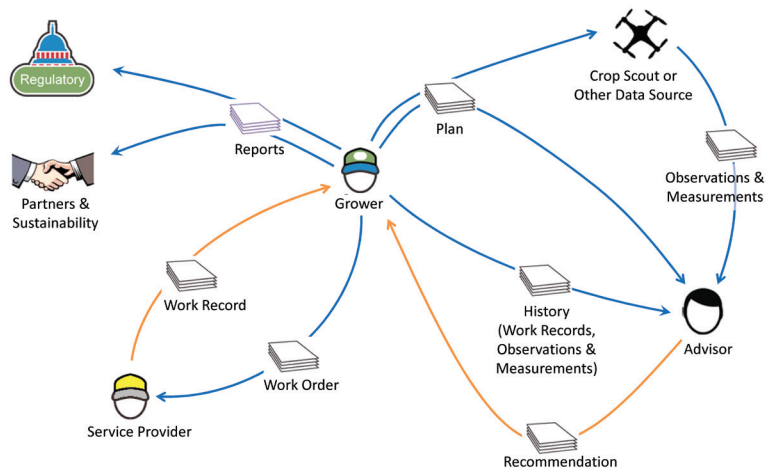 Regulatory
Crop Scout or
Other Data Source
Plan
Reports
Observations &
Measurements
Partners &
Sustainability
Grower
Work Record
History
(Work Records,
Observations &
Measurements)
Advisor
Work Order
Service Provider
Recommendation